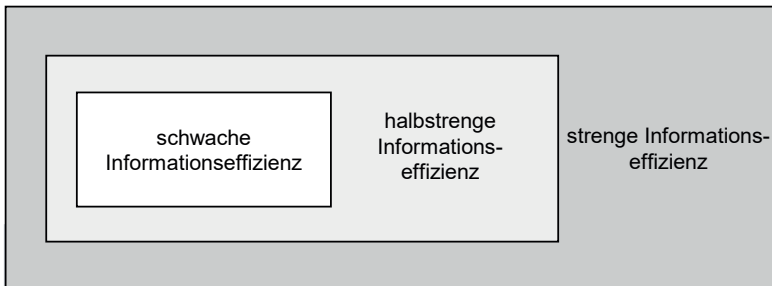 schwache
Informationseffizienz
halbstrenge
Informations-
effizienz
strenge Informations-
effizienz